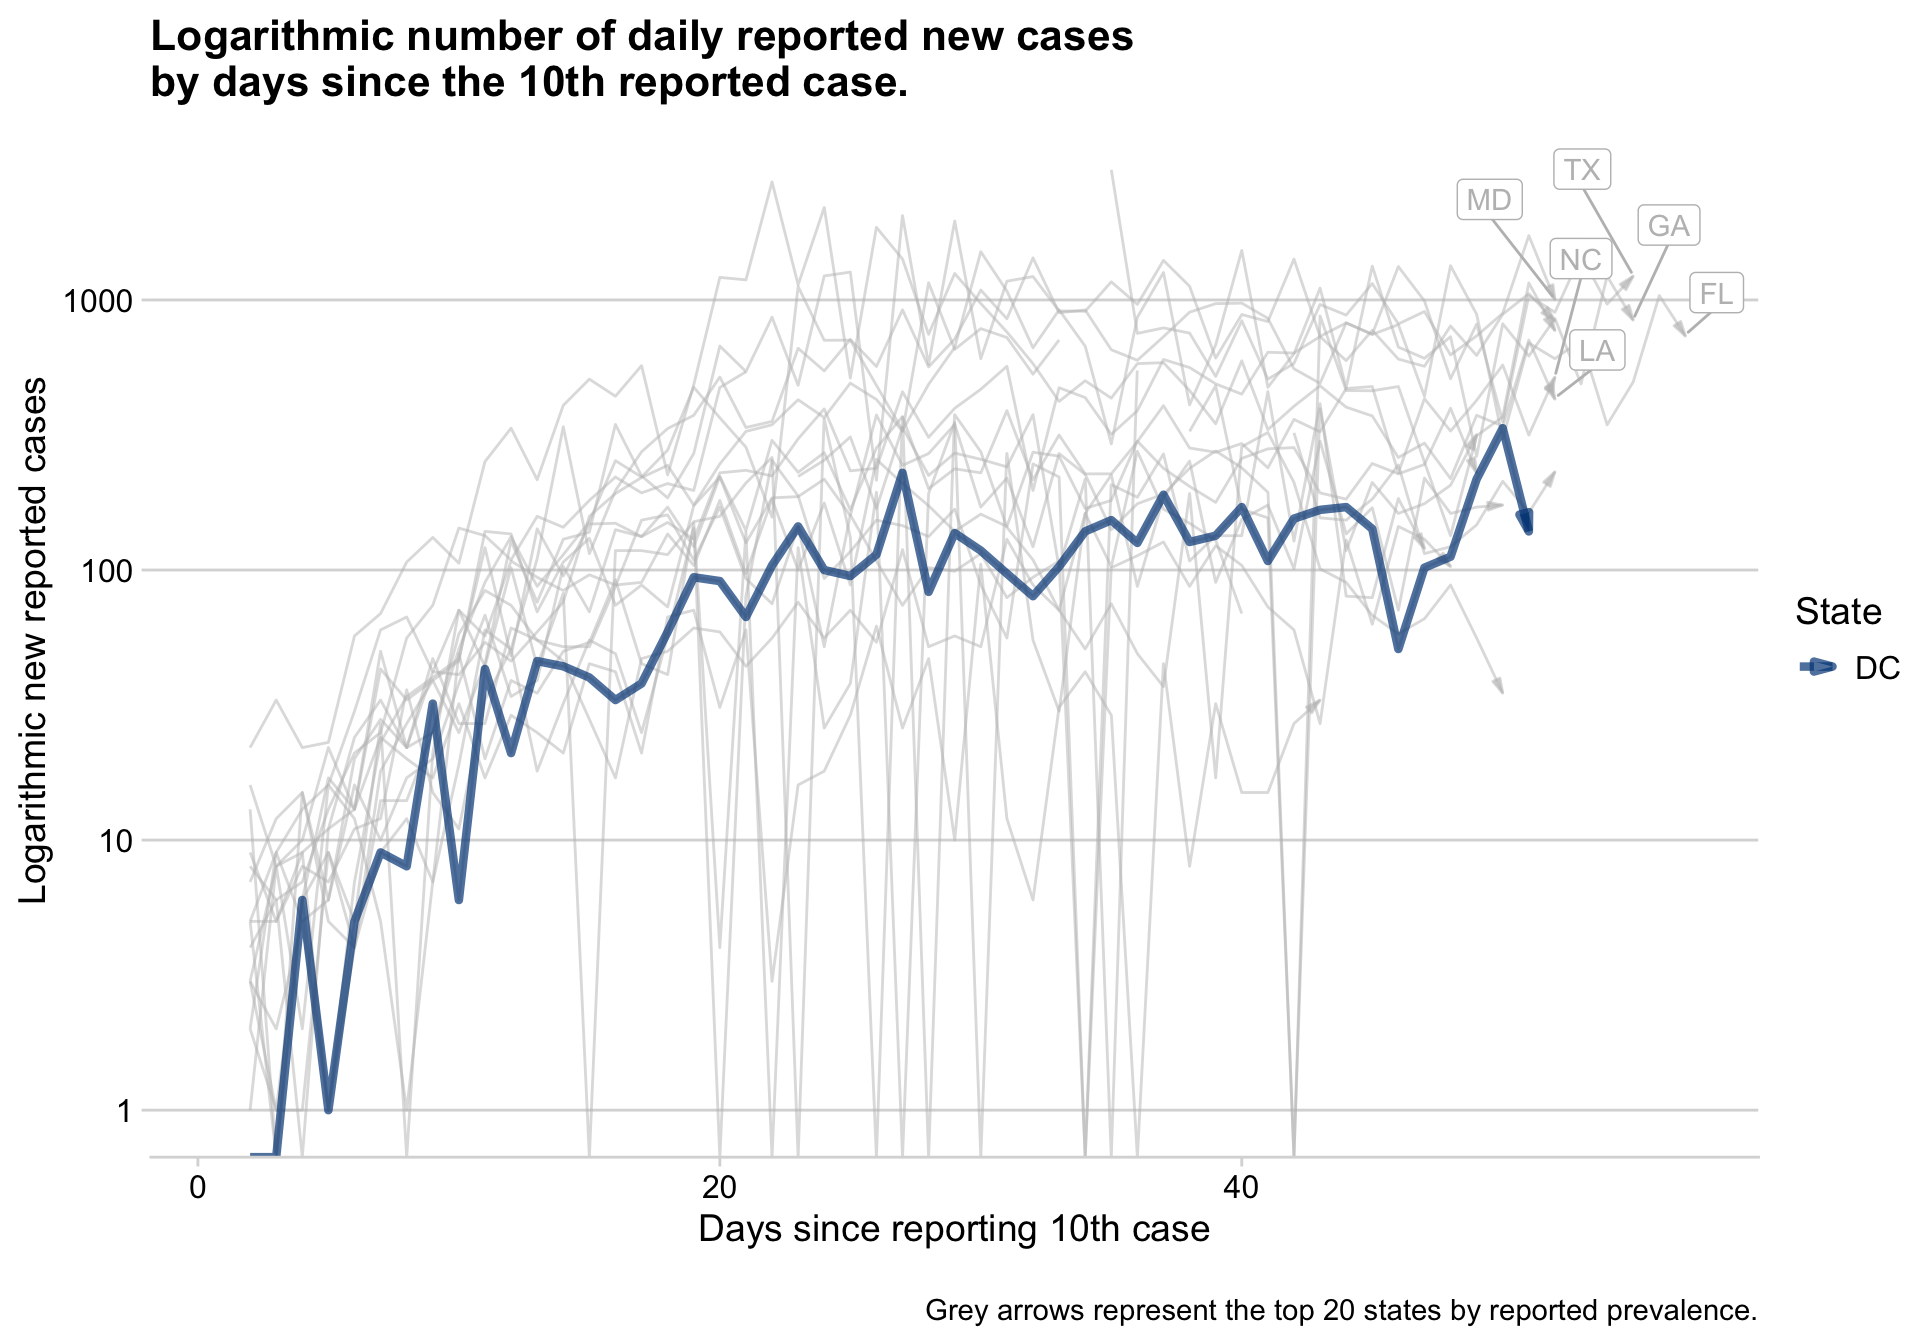 Logarithmic number of daily reported new cases
by days since the 10th reported case.
Logarithmic new reported cases
1000
100
10
1
MD
TX
GA
NC
FL
LA
State
DC
0
20
40
Days since reporting 10th case
Grey arrows represent the top 20 states by reported prevalence.